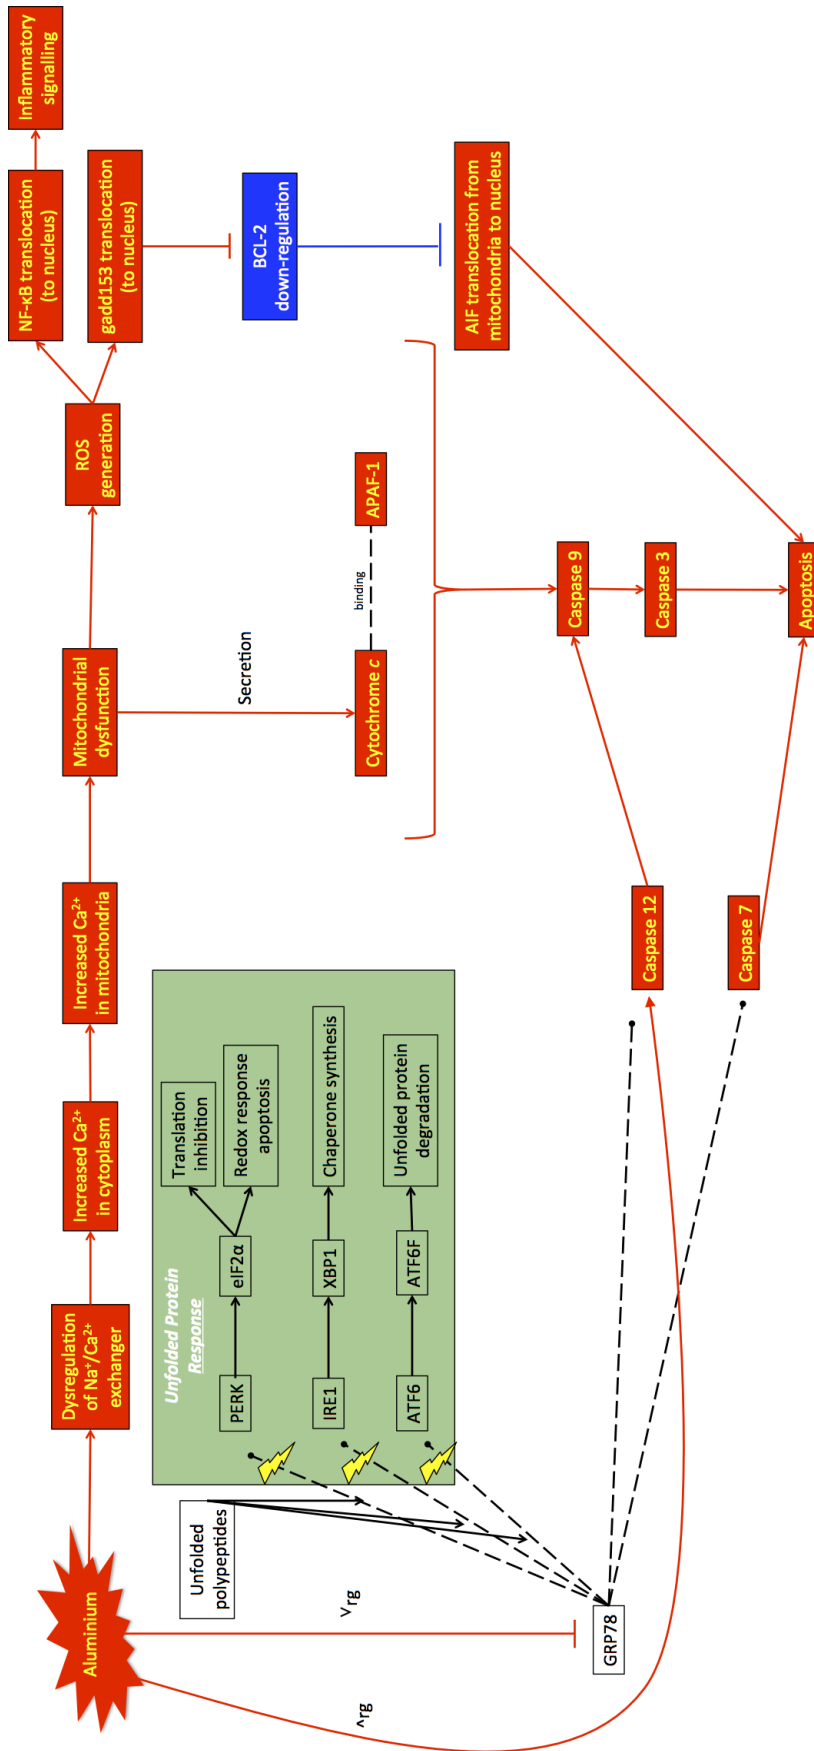 Aluminium
Dysregulation
of Na⁺/Ca²⁺
exchanger
Increased Ca²⁺
in cytoplasm
Increased Ca²⁺
in mitochondria
Mitochondrial
dysfunction
ROS
generation
NF-κB translocation
(to nucleus)
Inflammatory
signalling
gadd153 translocation
(to nucleus)
BCL-2
down-regulation
AIF translocation from
mitochondria to nucleus
Secretion
Cytochrome c
binding
APAF-1
Unfolded
polypeptides
Unfolded Protein
Response
PERK
eIF2α
Translation
inhibition
Redox response
apoptosis
IRE1
XBP1
Chaperone synthesis
ATF6
ATF6F
Unfolded protein
degradation
^rg
˅rg
GRP78
Caspase 12
Caspase 7
Caspase 9
Caspase 3
Apoptosis